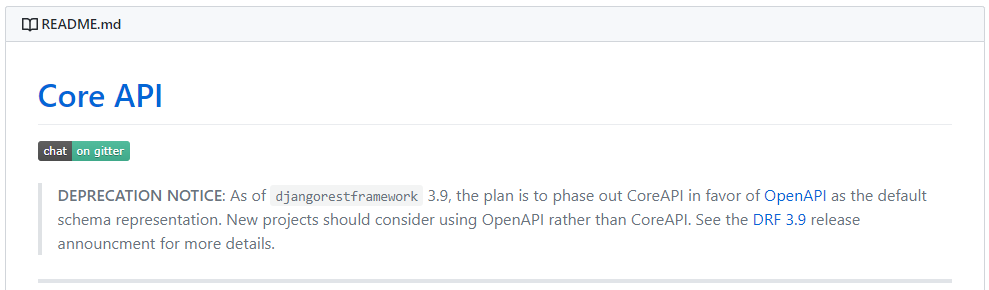 README.md
Core API
chat on gitter
DEPRECATION NOTICE: As of djangorestframework 3.9, the plan is to phase out CoreAPI in favor of OpenAPI as the default
schema representation. New projects should consider using OpenAPI rather than CoreAPI. See the DRF 3.9 release
announcment for more details.